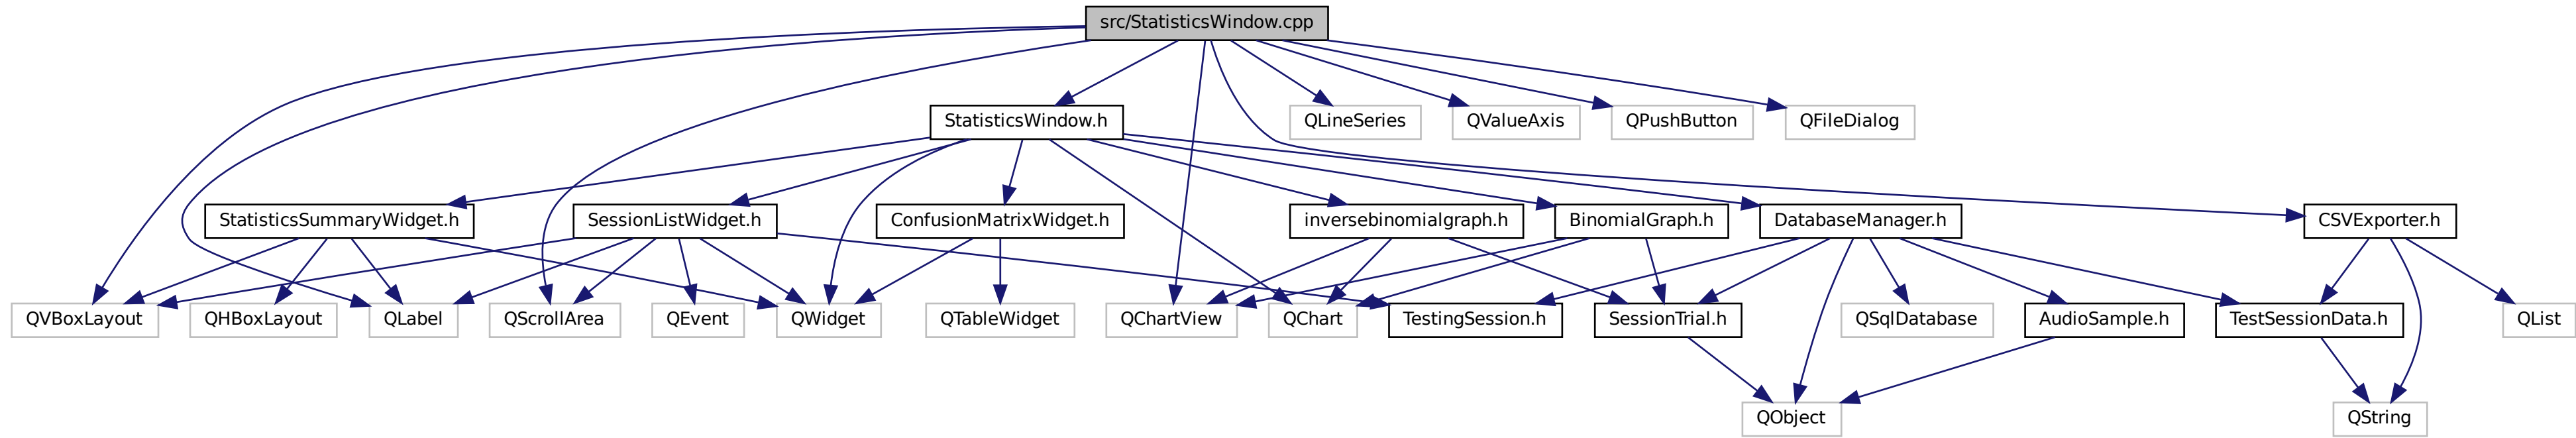 src/StatisticsWindow.cpp
StatisticsWindow.h
QLineSeries
QValueAxis
QPushButton
QFileDialog
StatisticsSummaryWidget.h
SessionListWidget.h
ConfusionMatrixWidget.h
inversebinomialgraph.h
BinomialGraph.h
DatabaseManager.h
CSVExporter.h
QVBoxLayout
QHBoxLayout
QLabel
QScrollArea
QEvent
QWidget
QTableWidget
QChartView
QChart
TestingSession.h
SessionTrial.h
QSqlDatabase
AudioSample.h
TestSessionData.h
QList
QObject
QString